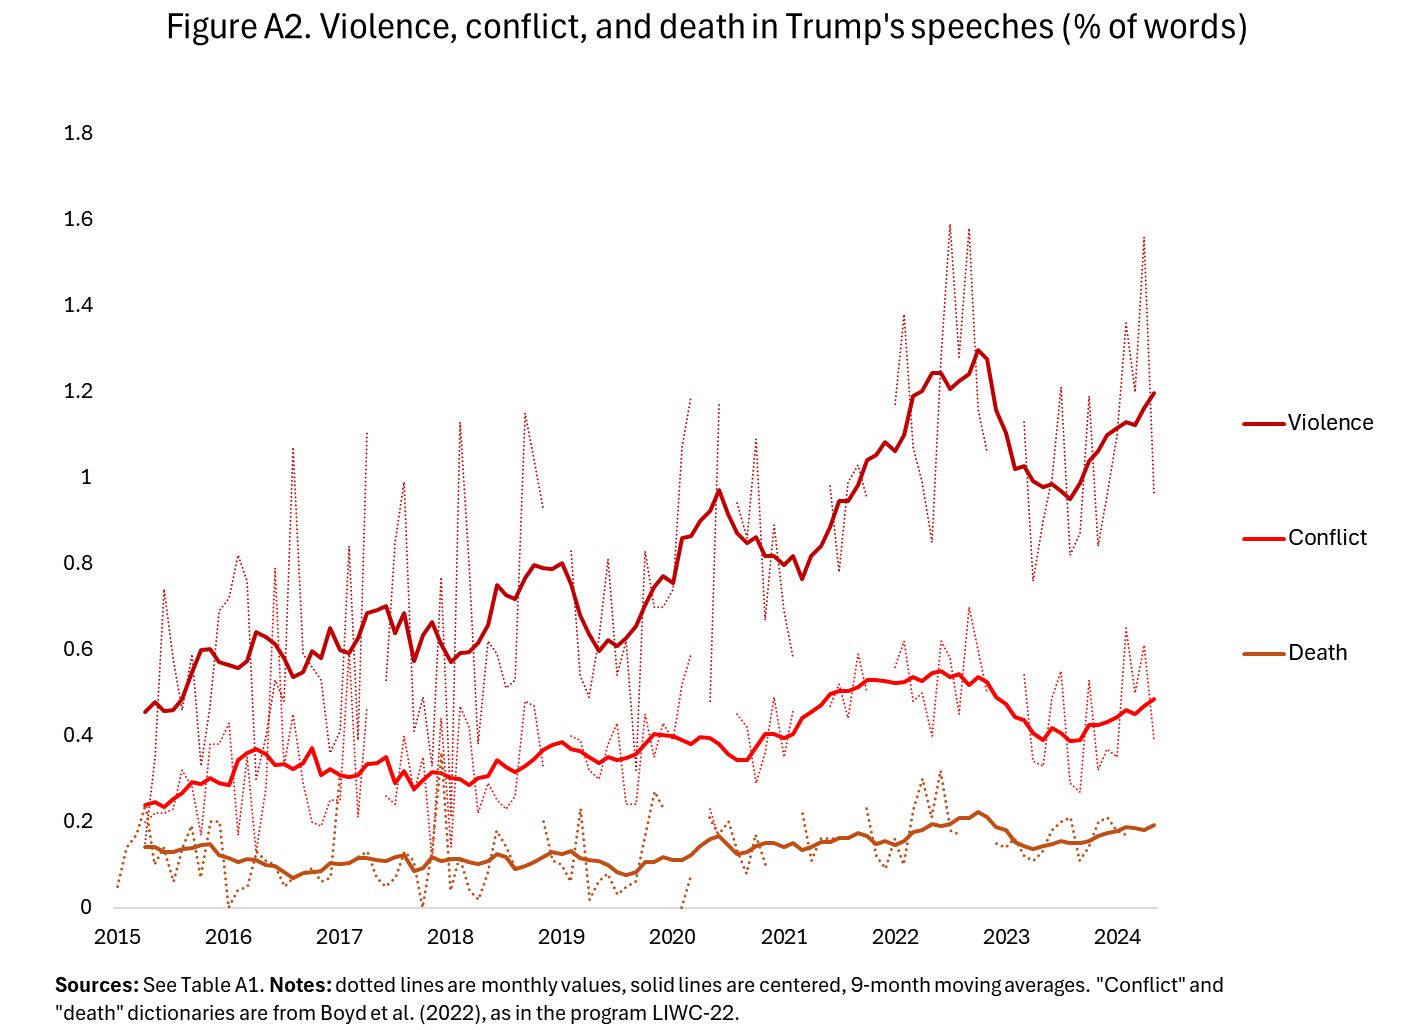 Figure A2. Violence, conflict, and death in Trump's speeches (% of words)
1.8
1.6
1.4
1.2
1
0.8
0.6
0.4
0.2
0
2015 2016 2017 2018 2019 2020 2021 2022 2023 2024
Violence
Conflict
Death
Sources: See Table A1. Notes: dotted lines are monthly values, solid lines are centered, 9-month moving averages. "Conflict" and
"death" dictionaries are from Boyd et al. (2022), as in the program LIWC-22.